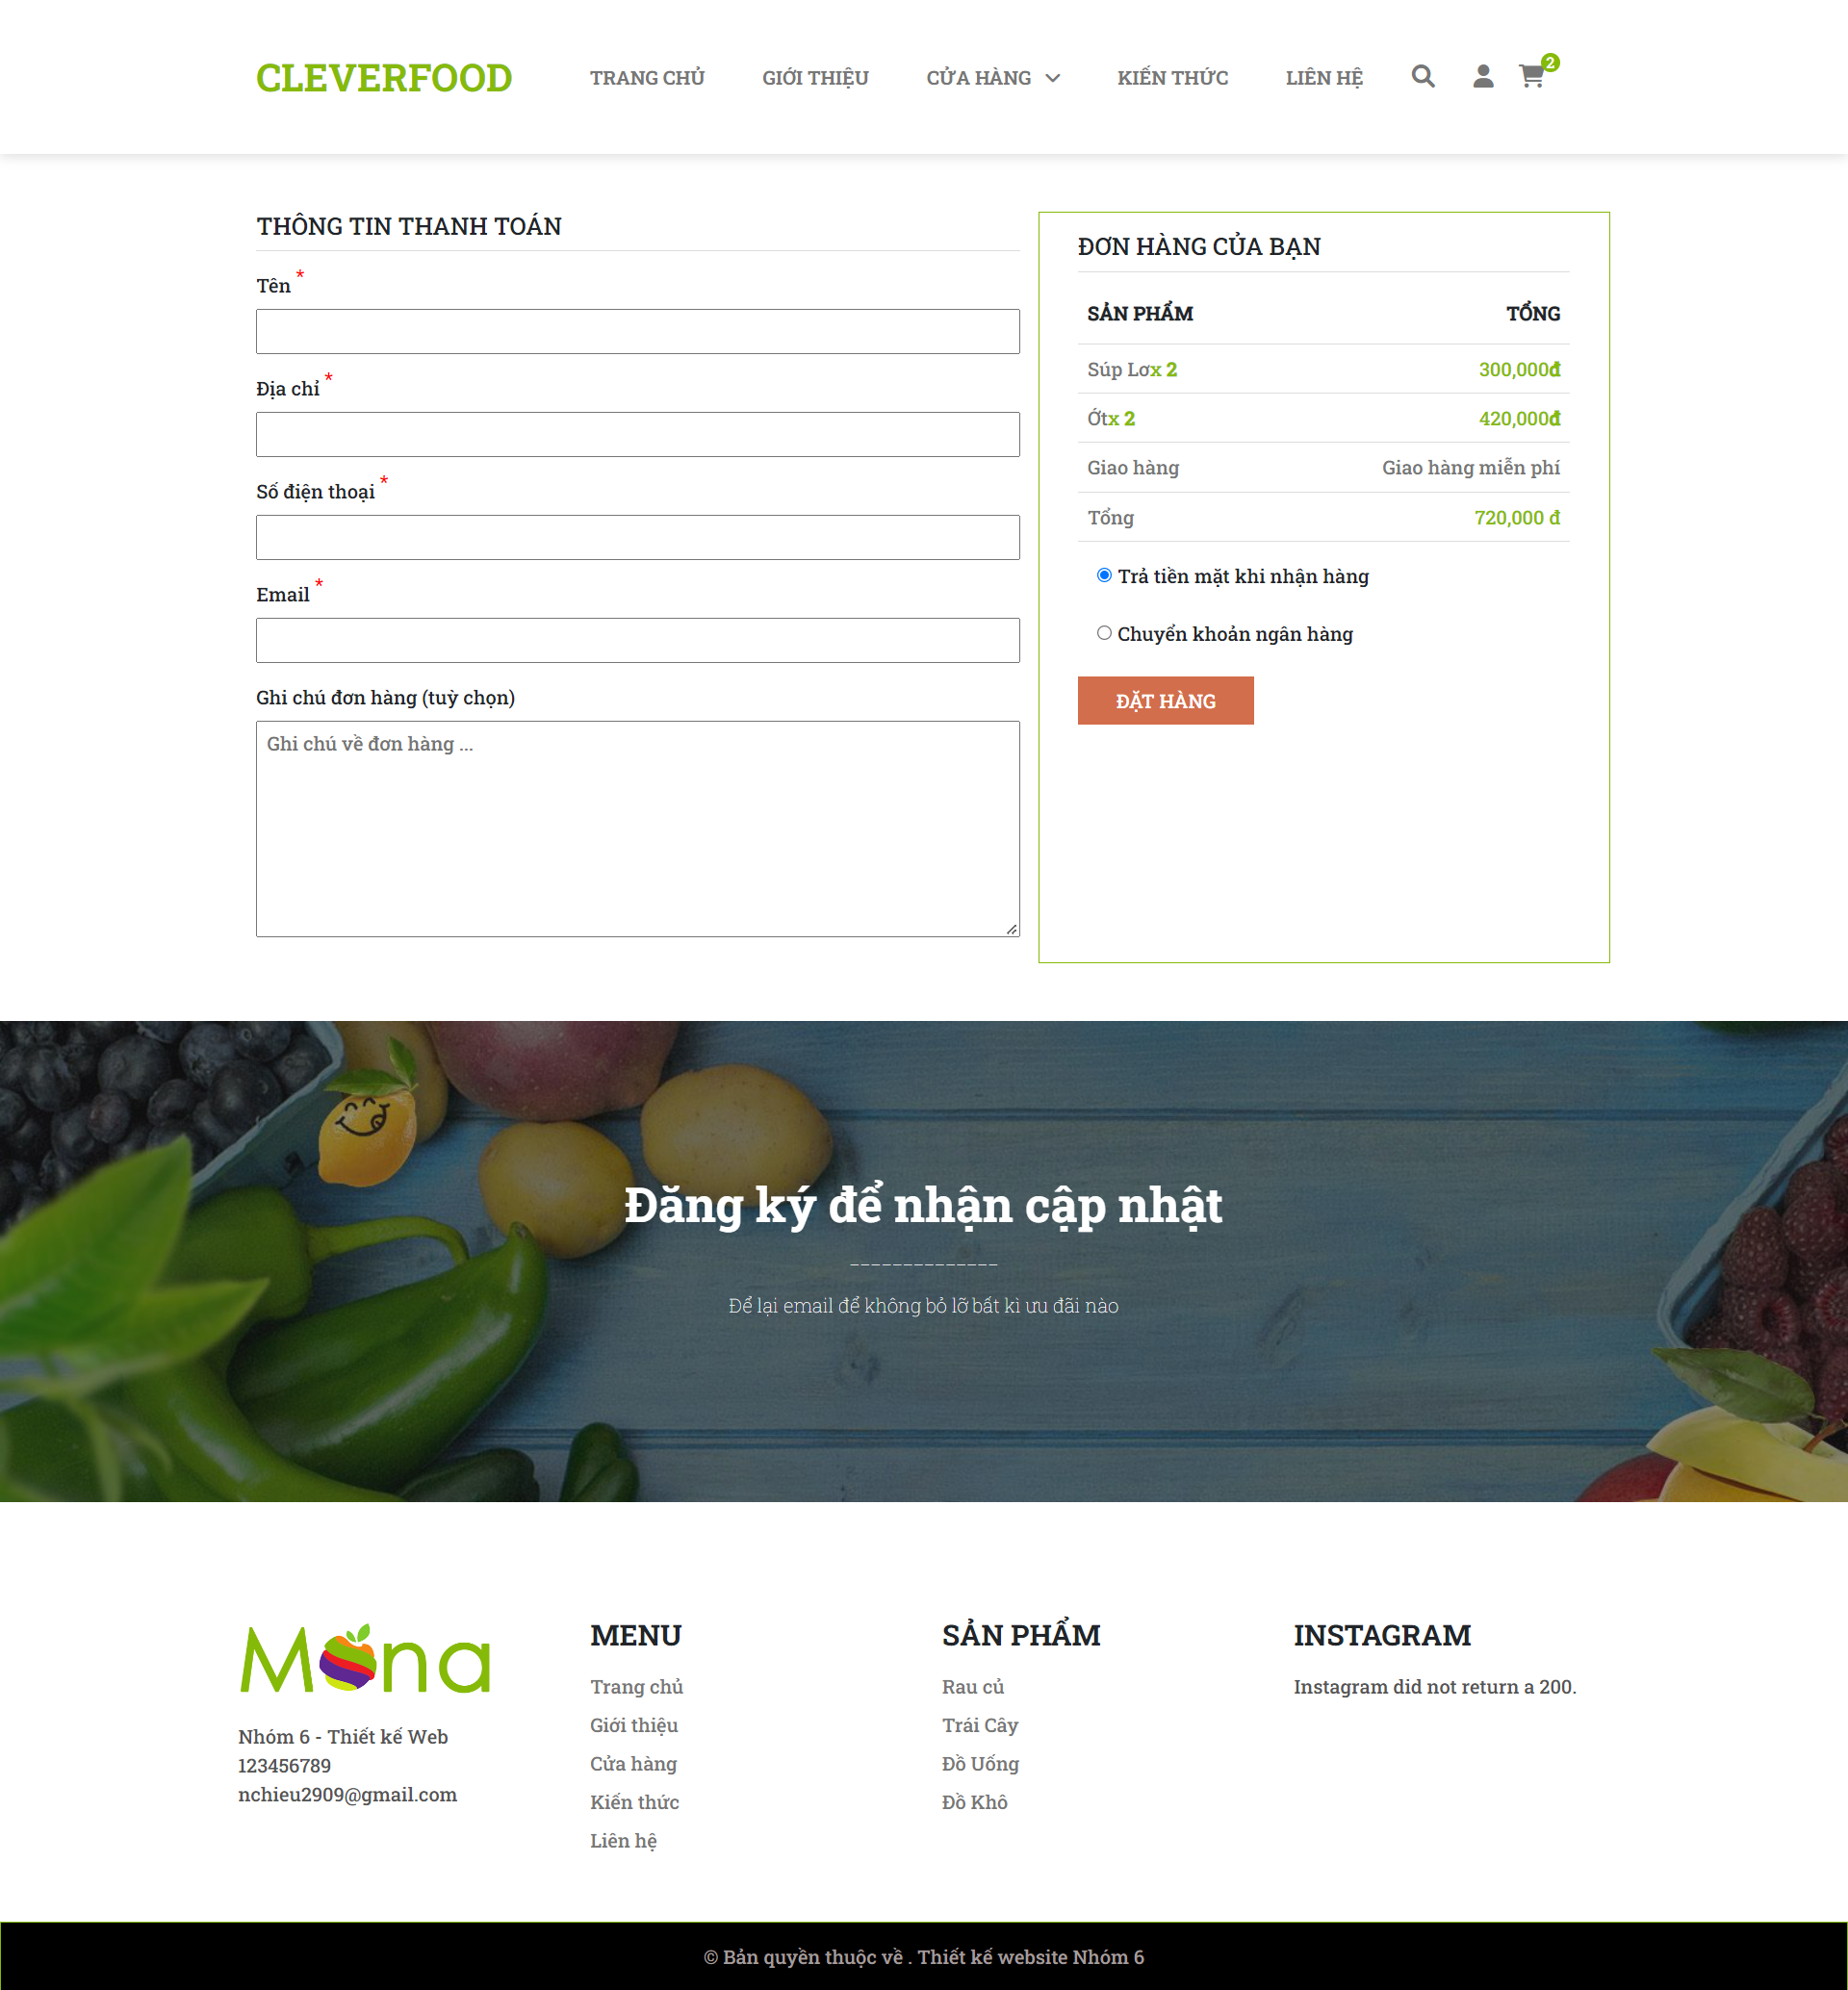 CLEVERFOOD
TRANG CHỦ
GIỚI THIỆU
CỬA HÀNG
KIẾN THỨC
LIÊN HỆ
2
THÔNG TIN THANH TOÁN
Tên *
Địa chỉ *
Số điện thoại *
Email *
Ghi chú đơn hàng (tuỳ chọn)
Ghi chú về đơn hàng ...
ĐƠN HÀNG CỦA BẠN
SẢN PHẨM TỔNG
Súp Lơx 2 300,000đ
Ớtx 2 420,000đ
Giao hàng Giao hàng miễn phí
Tổng 720,000 đ
Trả tiền mặt khi nhận hàng
Chuyển khoản ngân hàng
ĐẶT HÀNG
Đăng ký để nhận cập nhật
______________
Để lại email để không bỏ lỡ bất kì ưu đãi nào
Mona
Nhóm 6 - Thiết kế Web
123456789
nchieu2909@gmail.com
MENU
Trang chủ
Giới thiệu
Cửa hàng
Kiến thức
Liên hệ
SẢN PHẨM
Rau củ
Trái Cây
Đồ Uống
Đồ Khô
INSTAGRAM
Instagram did not return a 200.
© Bản quyền thuộc về . Thiết kế website Nhóm 6